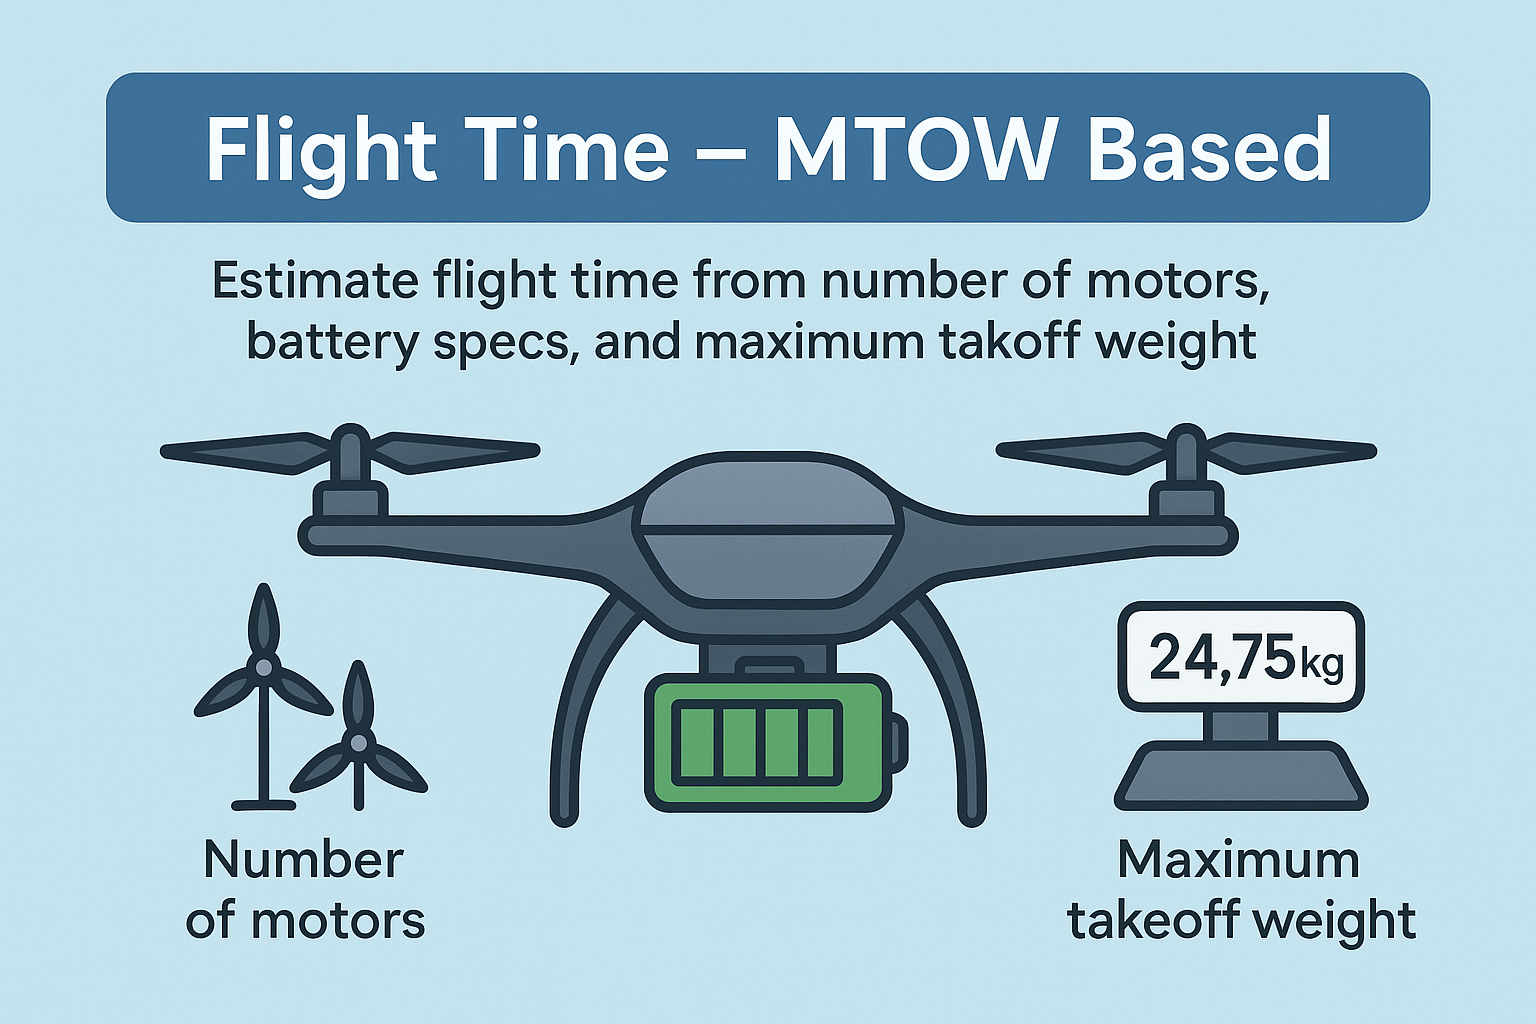 Flight Time – MTOW Based
Estimate flight time from number of motors,
battery specs, and maximum takoff weight
24,75kg
Number
of motors
Maximum
takeoff weight